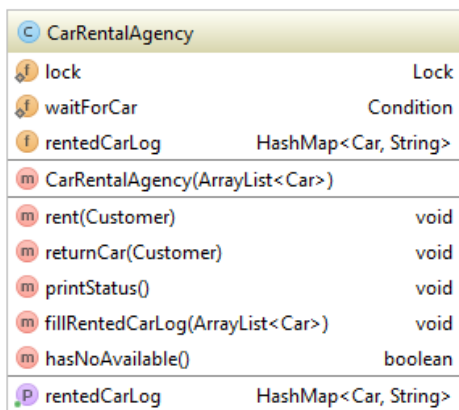 C CarRentalAgency
f lock Lock
f waitForCar Condition
f rentedCarLog HashMap<Car, String>
m CarRentalAgency(ArrayList<Car>)
m rent(Customer) void
m returnCar(Customer) void
m printStatus() void
m fillRentedCarLog(ArrayList<Car>) void
m hasNoAvailable() boolean
P rentedCarLog HashMap<Car, String>